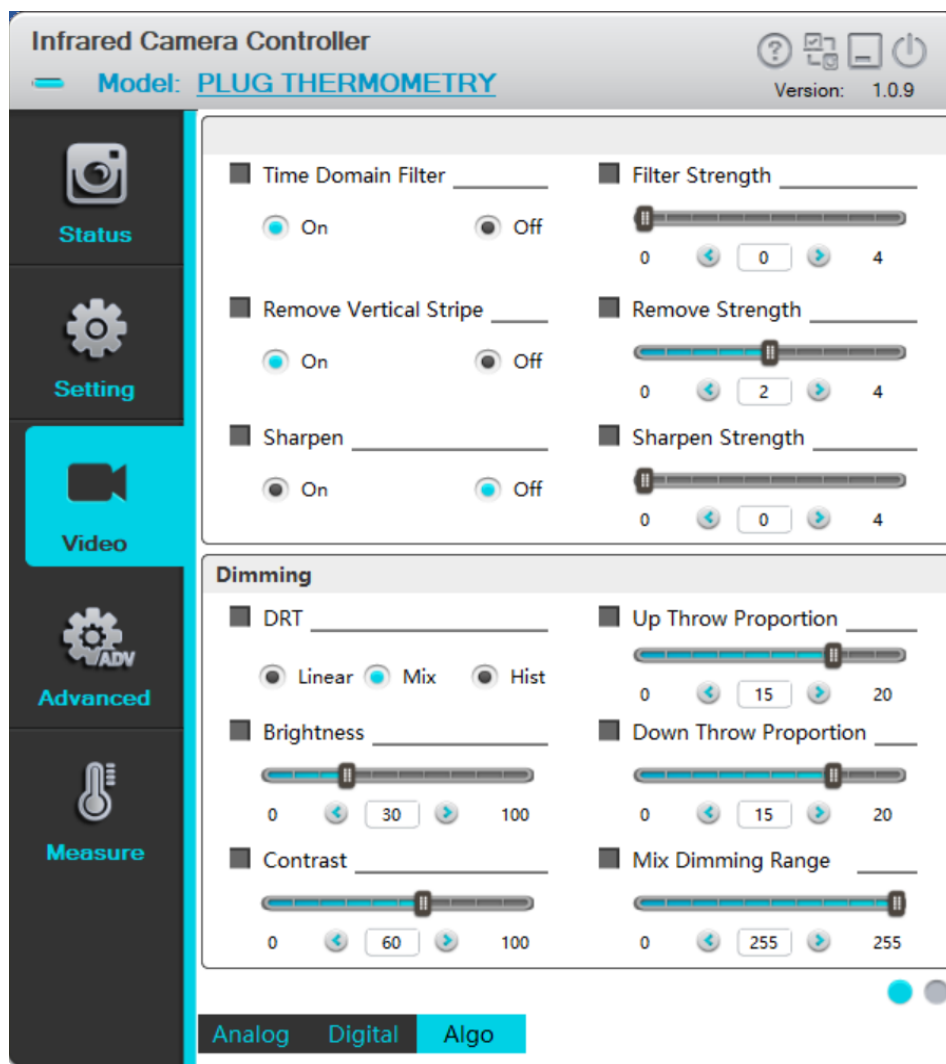 Infrared Camera Controller
Model: PLUG THERMOMETRY
Version: 1.0.9
Status
Setting
Video
ADV
Advanced
Measure
Time Domain Filter
On Off
Filter Strength
0 0 4
Remove Vertical Stripe
On Off
Remove Strength
0 2 4
Sharpen
On Off
Sharpen Strength
0 0 4
Dimming
DRT
Linear Mix Hist
Up Throw Proportion
0 15 20
Brightness
0 30 100
Down Throw Proportion
0 15 20
Contrast
0 60 100
Mix Dimming Range
0 255 255
Analog Digital Algo